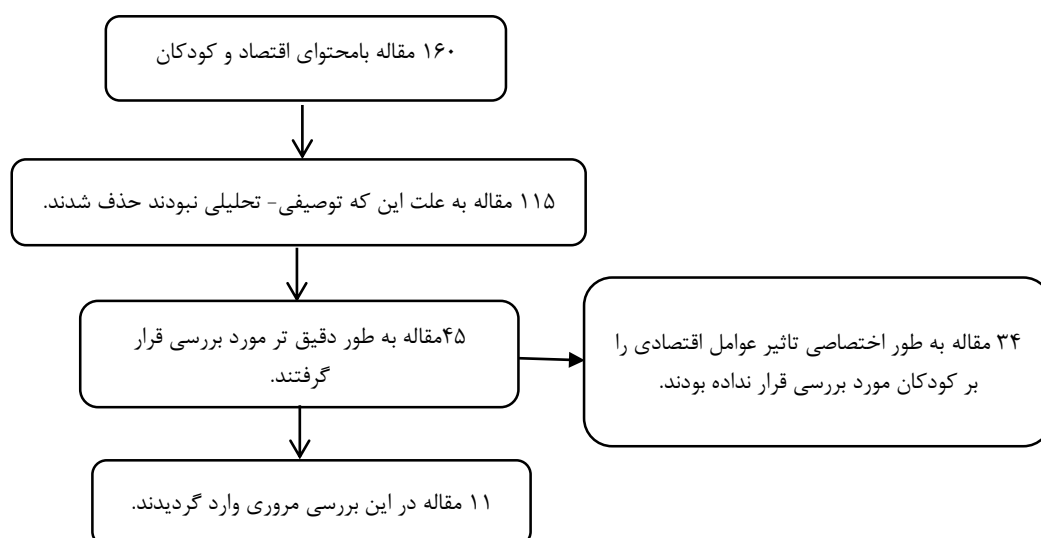 ۱۶۰ مقاله بامحتوای اقتصاد و کودکان
۱۱۵ مقاله به علت این که توصیفی- تحلیلی نبودند حذف شدند.
۴۵مقاله به طور دقیق تر مورد بررسی قرار
گرفتند.
۳۴ مقاله به طور اختصاصی تاثیر عوامل اقتصادی را
بر کودکان مورد بررسی قرار نداده بودند.
۱۱ مقاله در این بررسی مروری وارد گردیدند.